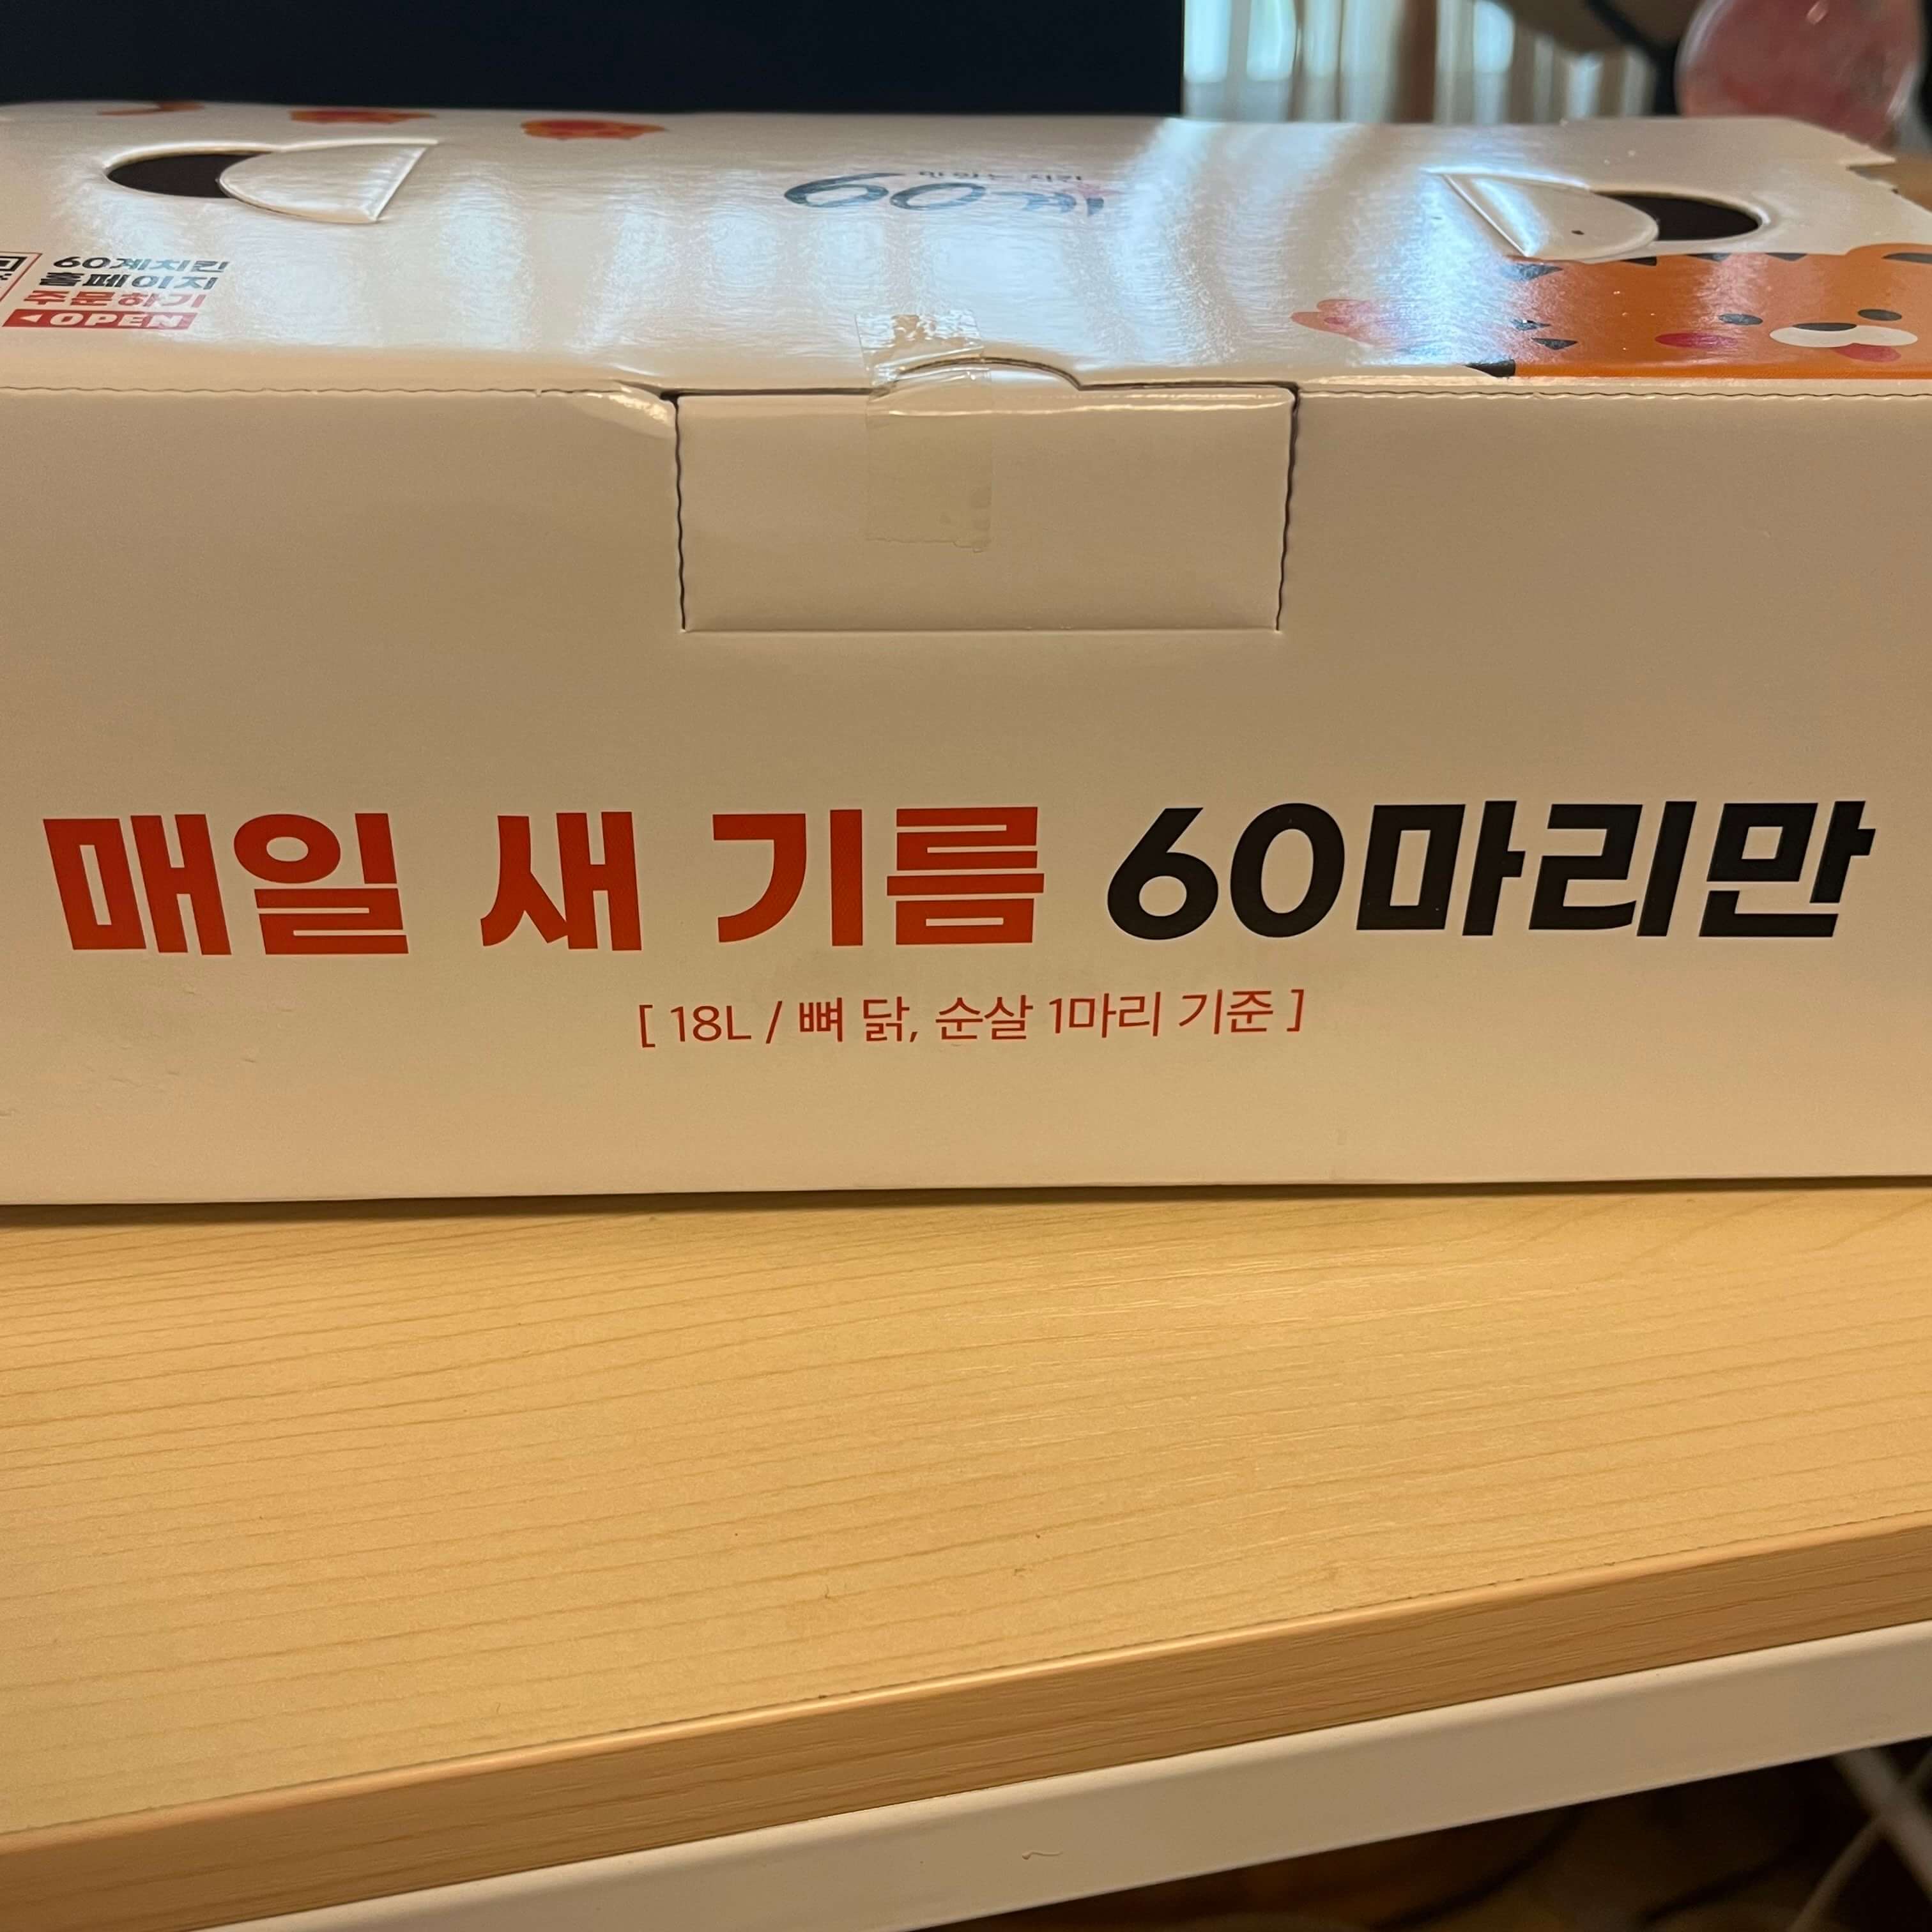 60계
60계치킨
홈페이지
주문하기
OPEN
매일 새 기름 60마리만
[ 18L / 뼈 닭, 순살 1마리 기준 ]